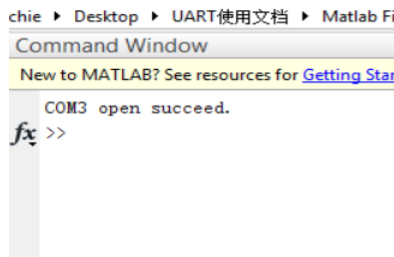 chie ▸ Desktop ▸ UART使用文档 ▸ Matlab Fi
Command Window
New to MATLAB? See resources for Getting Star
COM3 open succeed.
fx >>